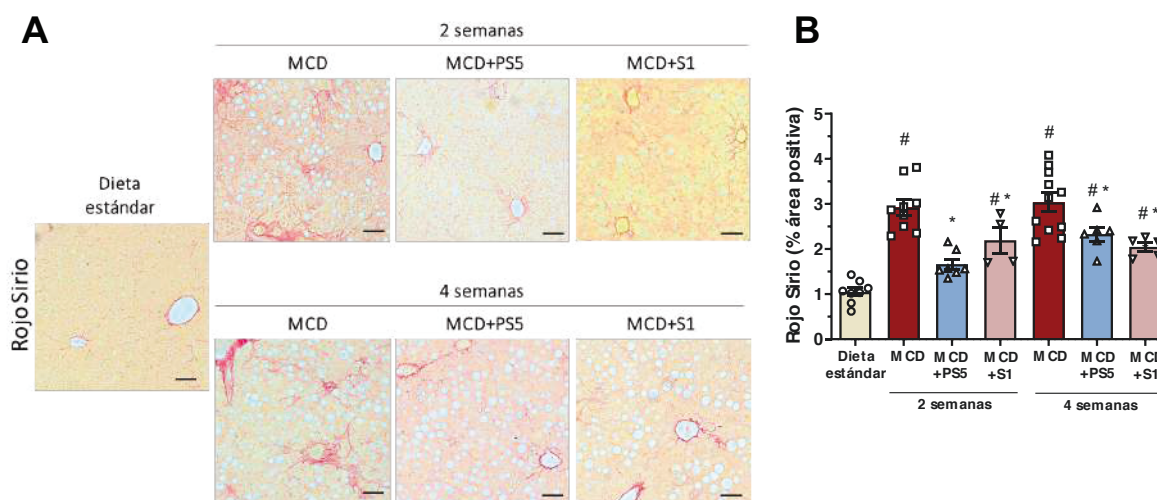 A
2 semanas
MCD
MCD+PS5
MCD+S1
Dieta
estándar
Rojo Sirio
4 semanas
MCD
MCD+PS5
MCD+S1
B
Rojo Sirio (% área positiva)
5
4
3
2
1
0
#
*
# *
#
# *
# *
Dieta
estándar
MCD
MCD
+PS5
MCD
+S1
MCD
MCD
+PS5
MCD
+S1
2 semanas
4 semanas